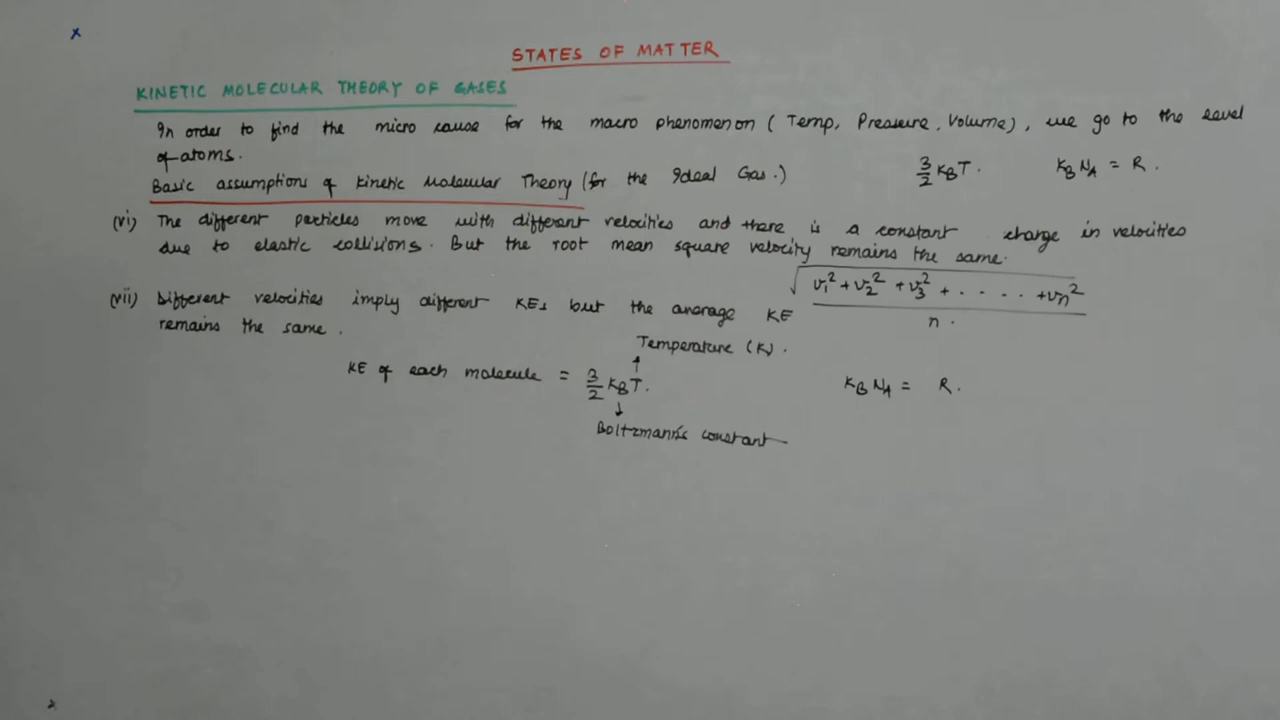 STATES OF MATTER
KINETIC MOLECULAR THEORY OF GASES
In order to find the micro cause for the macro phenomenon (Temp, Pressure, Volume), we go to the level
of atoms.
Basic assumptions of Kinetic Molecular Theory (for the Ideal Gas.)
3/2 KBT. KB NA = R.
(vi) The different particles move with different velocities and there is a constant change in velocities
due to elastic collisions. But the root mean square velocity remains the same.
√(v1² + v2² + v3² + . . . . . + vn²) / n.
(vii) Different velocities imply different KEs but the average KE
remains the same.
Temperature (K).
↑
KE of each molecule = 3/2 KBT. KB NA = R.
↓
Boltzmann's constant